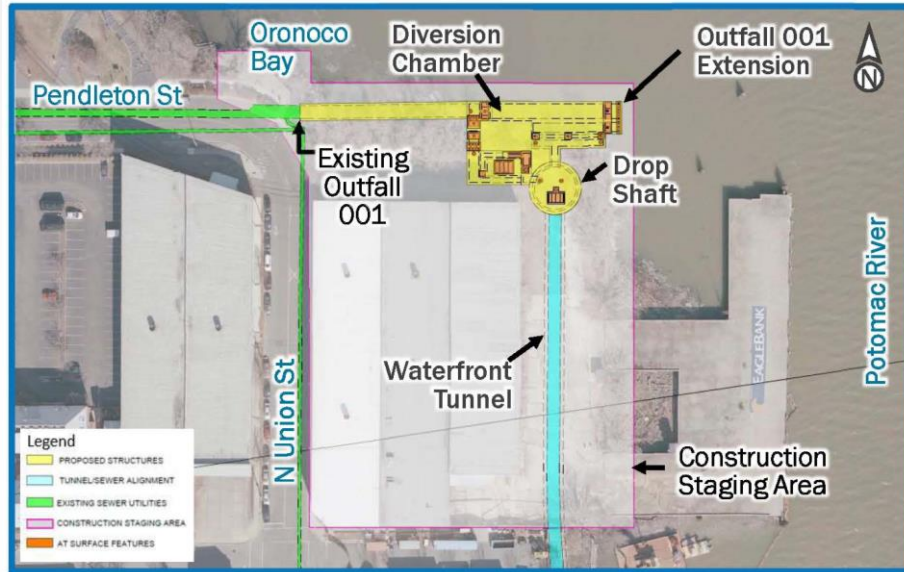 Oronoco
Bay
Diversion
Chamber
Outfall 001
Extension
N
Pendleton St
Existing
Outfall
001
Drop
Shaft
Potomac River
EAGLEBANK
Waterfront
Tunnel
N Union St
Construction
Staging Area
Legend
PROPOSED STRUCTURES
TUNNEL/SEWER ALIGNMENT
EXISTING SEWER UTILITIES
CONSTRUCTION STAGING AREA
AT SURFACE FEATURES